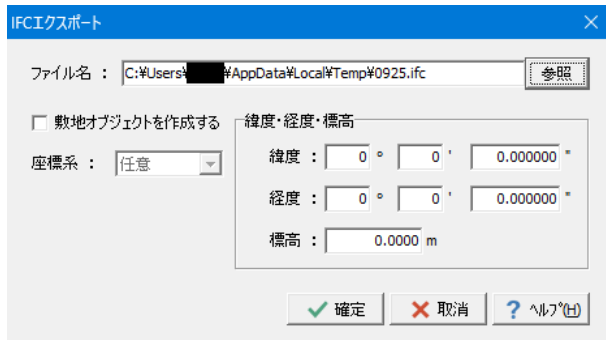 IFCエクスポート
ファイル名 : C:¥Users¥ ¥AppData¥Local¥Temp¥0925.ifc 参照
敷地オブジェクトを作成する
座標系 : 任意
緯度・経度・標高
緯度 : 0 ° 0 ' 0.000000 "
経度 : 0 ° 0 ' 0.000000 "
標高 : 0.0000 m
確定 取消 ? ヘルプ(H)